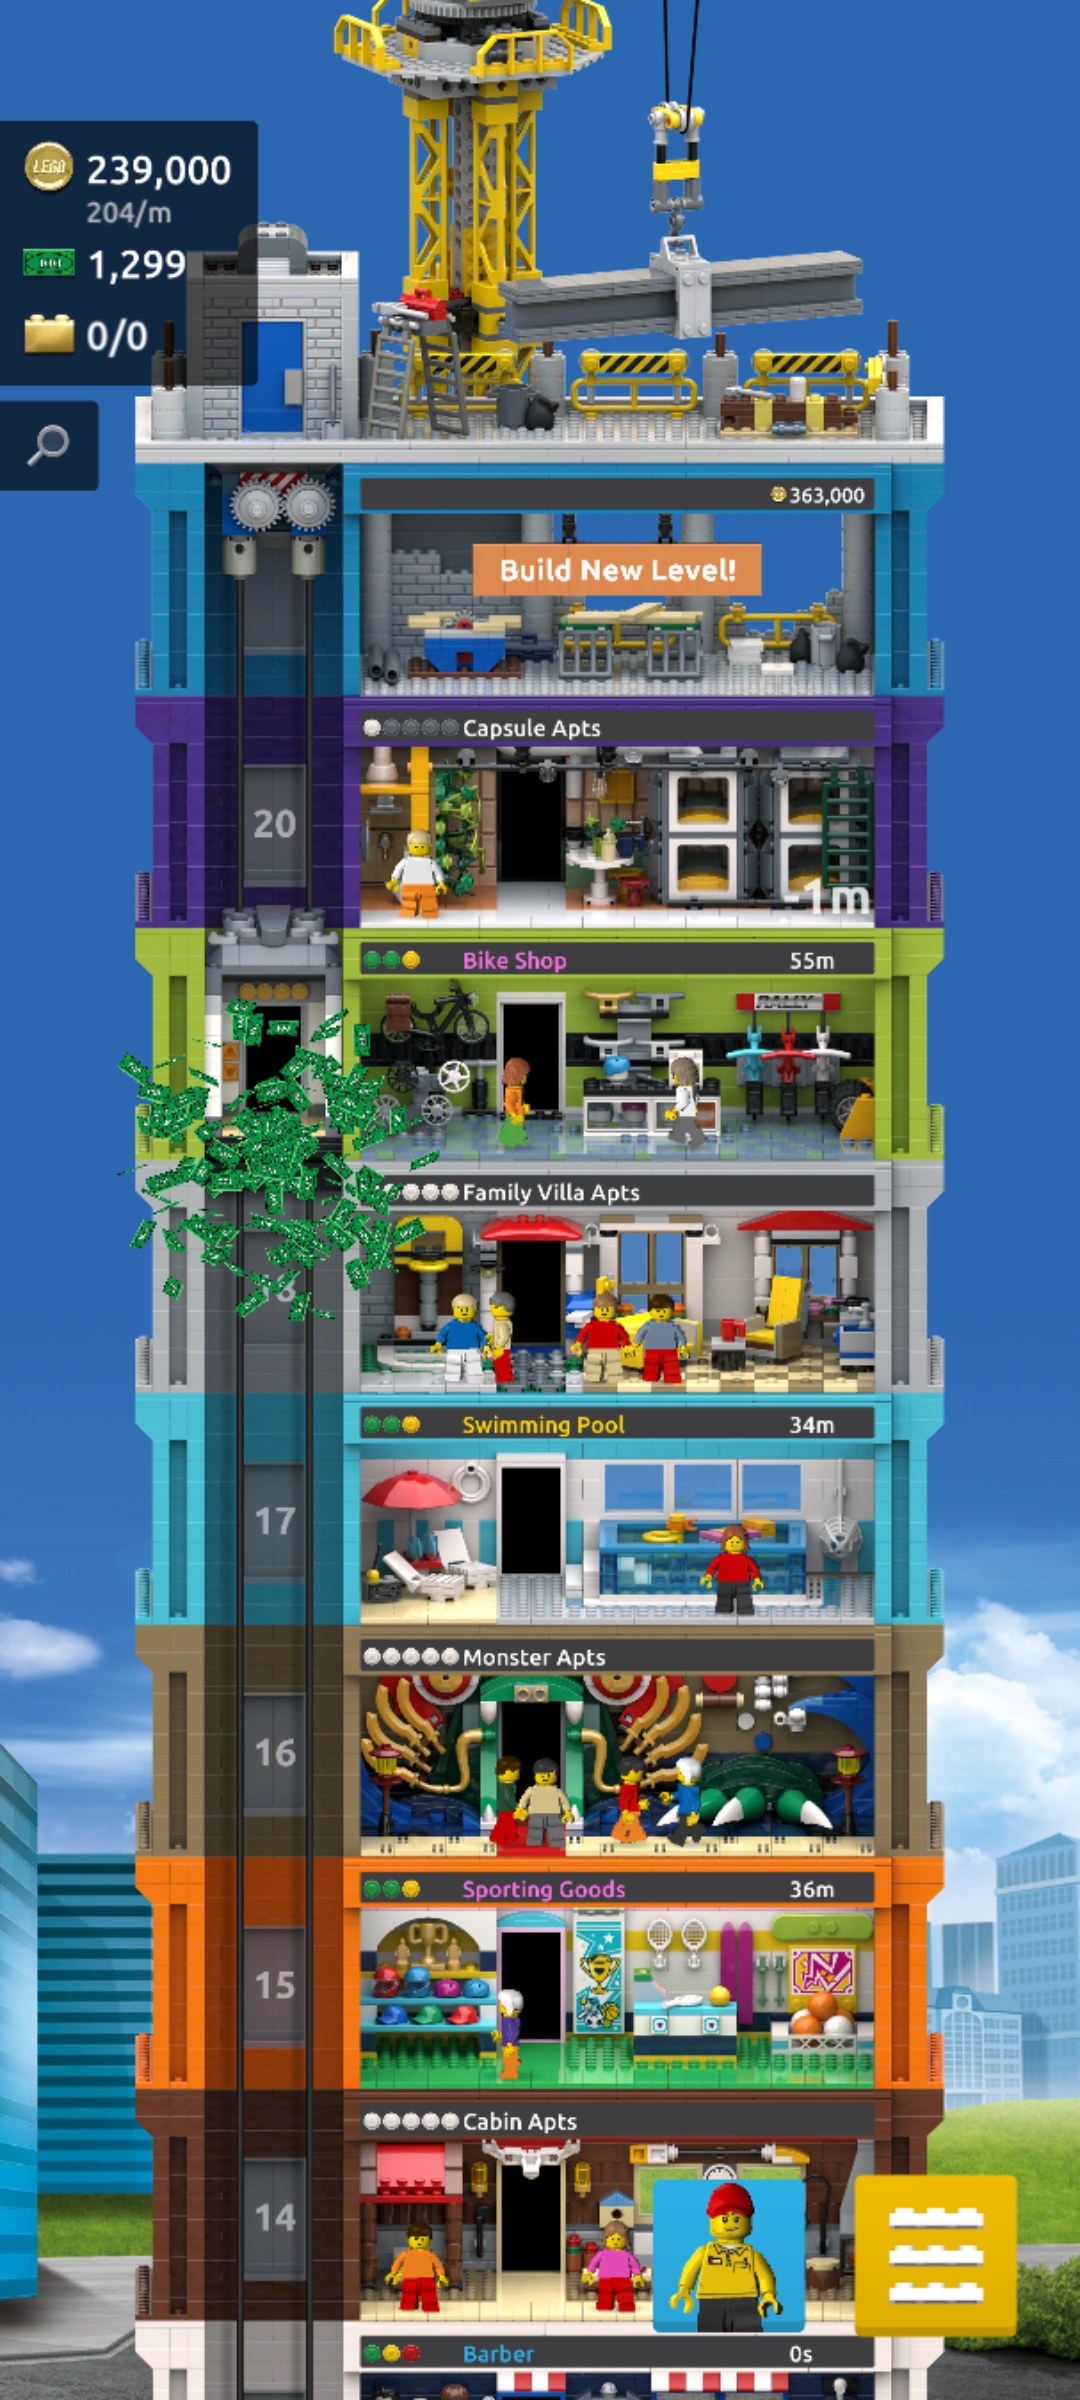 LEGO 239,000
204/m
1,299
0/0
363,000
Build New Level!
Capsule Apts
20
-1m
Bike Shop 55m
RALLY
Family Villa Apts
Swimming Pool 34m
17
Monster Apts
16
Sporting Goods 36m
15
N
Cabin Apts
14
Barber 0s